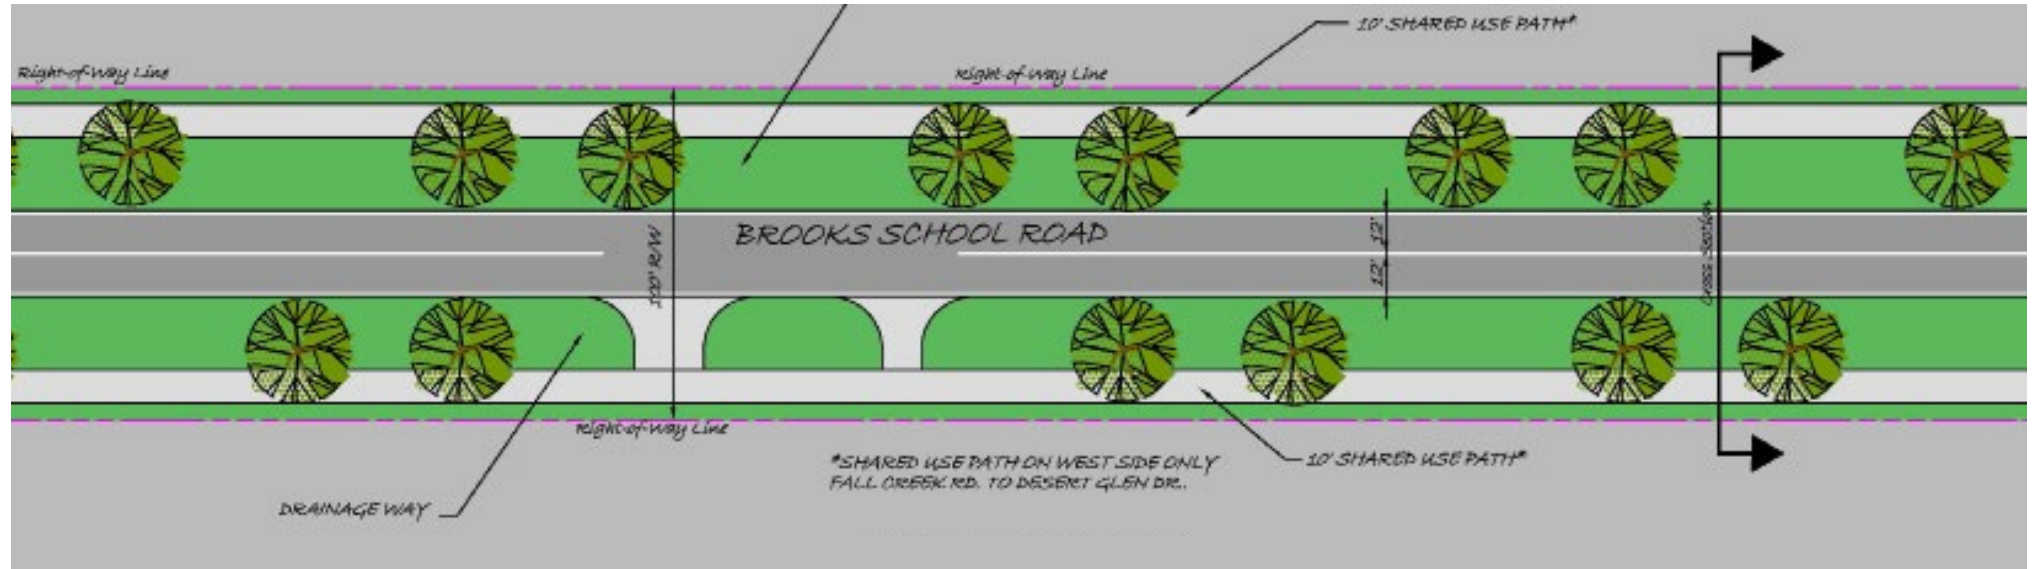 10' SHARED USE PATH*
Right-of-Way Line
Right-of-Way Line
BROOKS SCHOOL ROAD
100' R/W
12'
12'
Cross Section
Right-of-Way Line
*SHARED USE PATH ON WEST SIDE ONLY
FALL CREEK RD. TO DESERT GLEN DR.
10' SHARED USE PATH*
DRAINAGE WAY